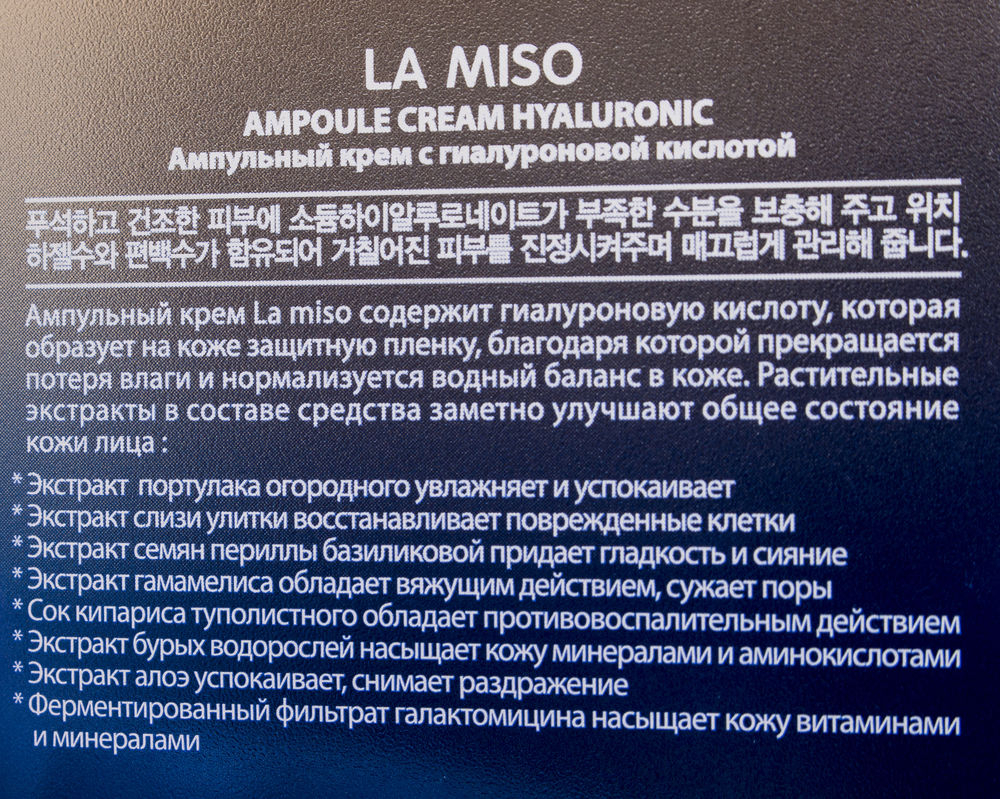 LA MISO
AMPOULE CREAM HYALURONIC
Ампульный крем с гиалуроновой кислотой
푸석하고 건조한 피부에 소듐하이알루로네이트가 부족한 수분을 보충해 주고 위치
하젤수와 편백수가 함유되어 거칠어진 피부를 진정시켜주며 매끄럽게 관리해 줍니다.
Ампульный крем La miso содержит гиалуроновую кислоту, которая
образует на коже защитную пленку, благодаря которой прекращается
потеря влаги и нормализуется водный баланс в коже. Растительные
экстракты в составе средства заметно улучшают общее состояние
кожи лица :
* Экстракт портулака огородного увлажняет и успокаивает
* Экстракт слизи улитки восстанавливает поврежденные клетки
* Экстракт семян периллы базиликовой придает гладкость и сияние
* Экстракт гамамелиса обладает вяжущим действием, сужает поры
* Сок кипариса туполистного обладает противовоспалительным действием
* Экстракт бурых водорослей насыщает кожу минералами и аминокислотами
* Экстракт алоэ успокаивает, снимает раздражение
* Ферментированный фильтрат галактомицина насыщает кожу витаминами
и минералами